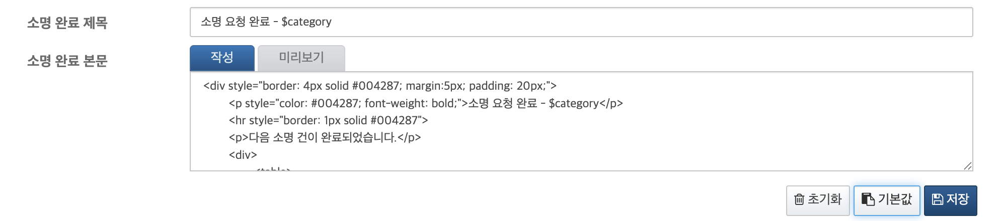 소명 완료 제목
소명 요청 완료 - $category
소명 완료 본문
작성
미리보기
<div style="border: 4px solid #004287; margin:5px; padding: 20px;">
<p style="color: #004287; font-weight: bold;">소명 요청 완료 - $category</p>
<hr style="border: 1px solid #004287">
<p>다음 소명 건이 완료되었습니다.</p>
<div>
<table>
초기화
기본값
저장